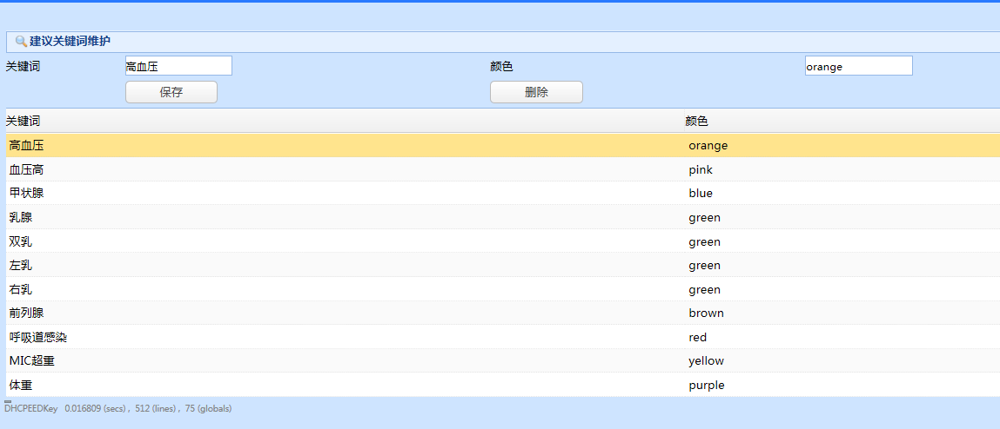 建议关键词维护
关键词 高血压 颜色 orange
保存 删除
关键词 颜色
高血压 orange
血压高 pink
甲状腺 blue
乳腺 green
双乳 green
左乳 green
右乳 green
前列腺 brown
呼吸道感染 red
MIC超重 yellow
体重 purple
DHCPEEDKey 0.016809 (secs) , 512 (lines) , 75 (globals)